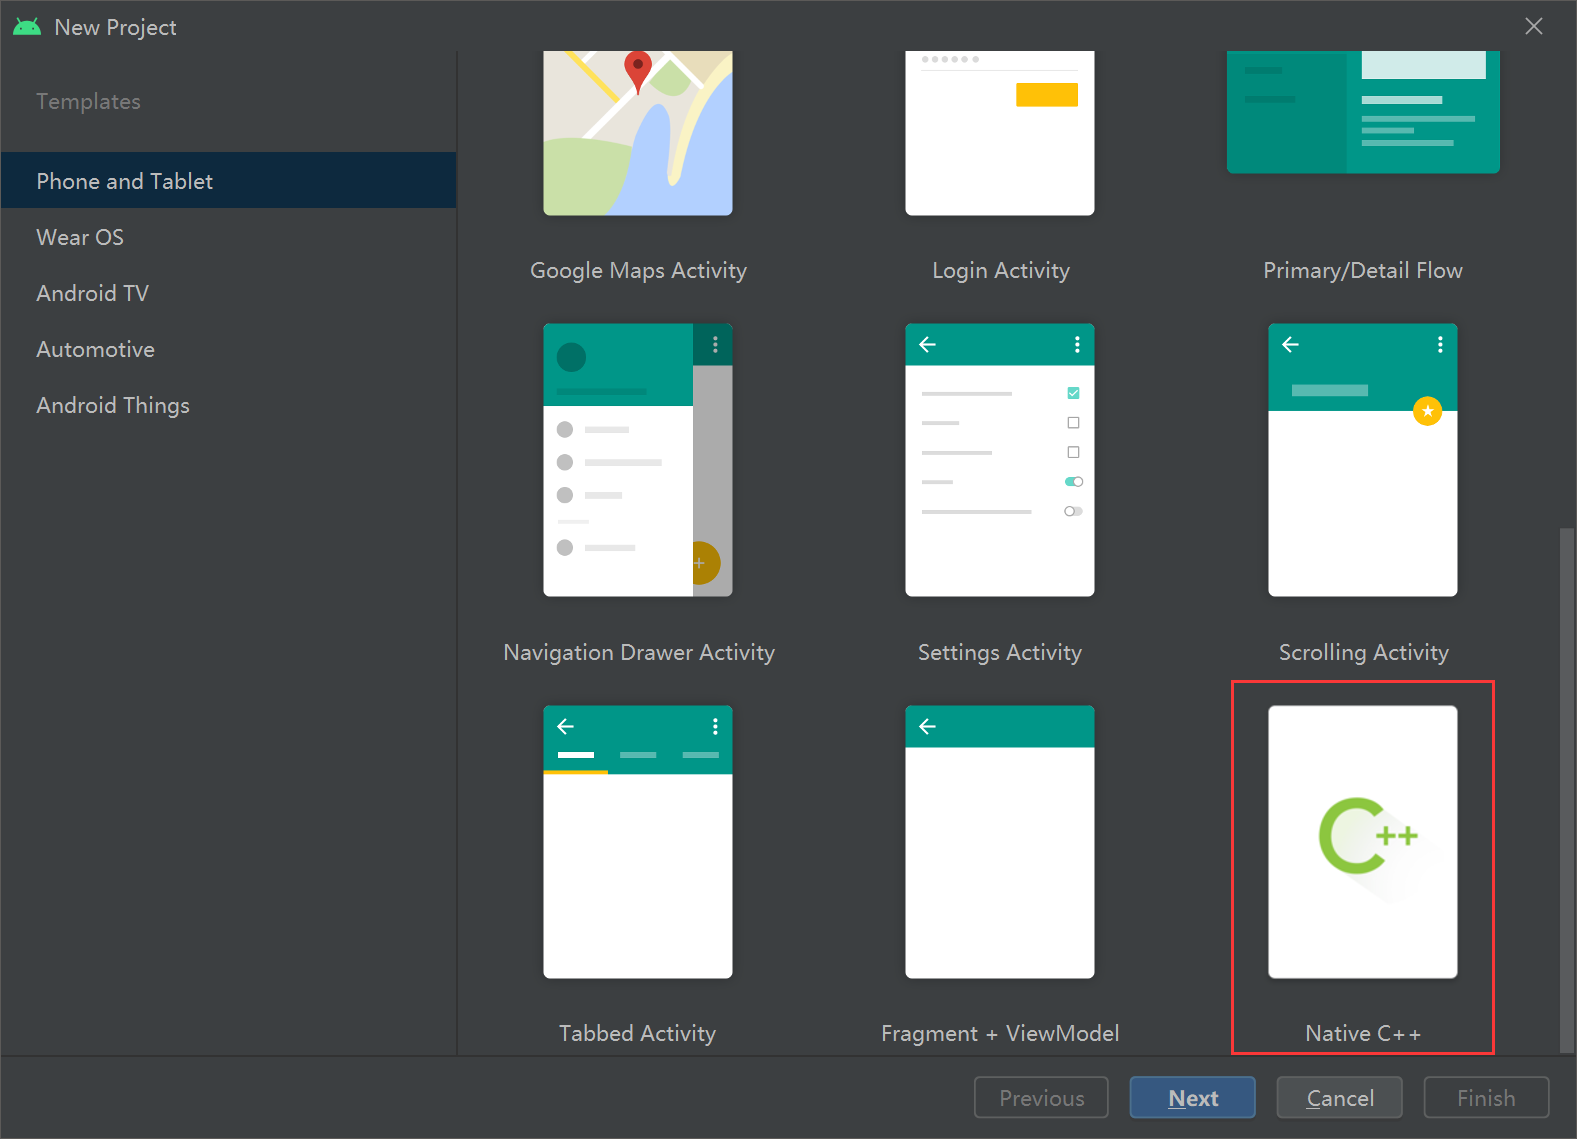 New Project
Templates
Phone and Tablet
Wear OS
Android TV
Automotive
Android Things
Google Maps Activity
Login Activity
Primary/Detail Flow
Navigation Drawer Activity
Settings Activity
Scrolling Activity
C++
Tabbed Activity
Fragment + ViewModel
Native C++
Previous
Next
Cancel
Finish